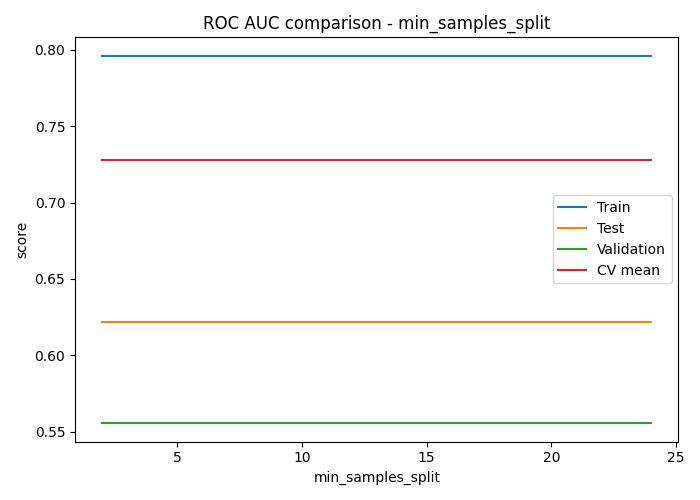 ROC AUC comparison - min_samples_split
score
0.80
0.75
0.70
0.65
0.60
0.55
Train
Test
Validation
CV mean
5
10
15
20
25
min_samples_split